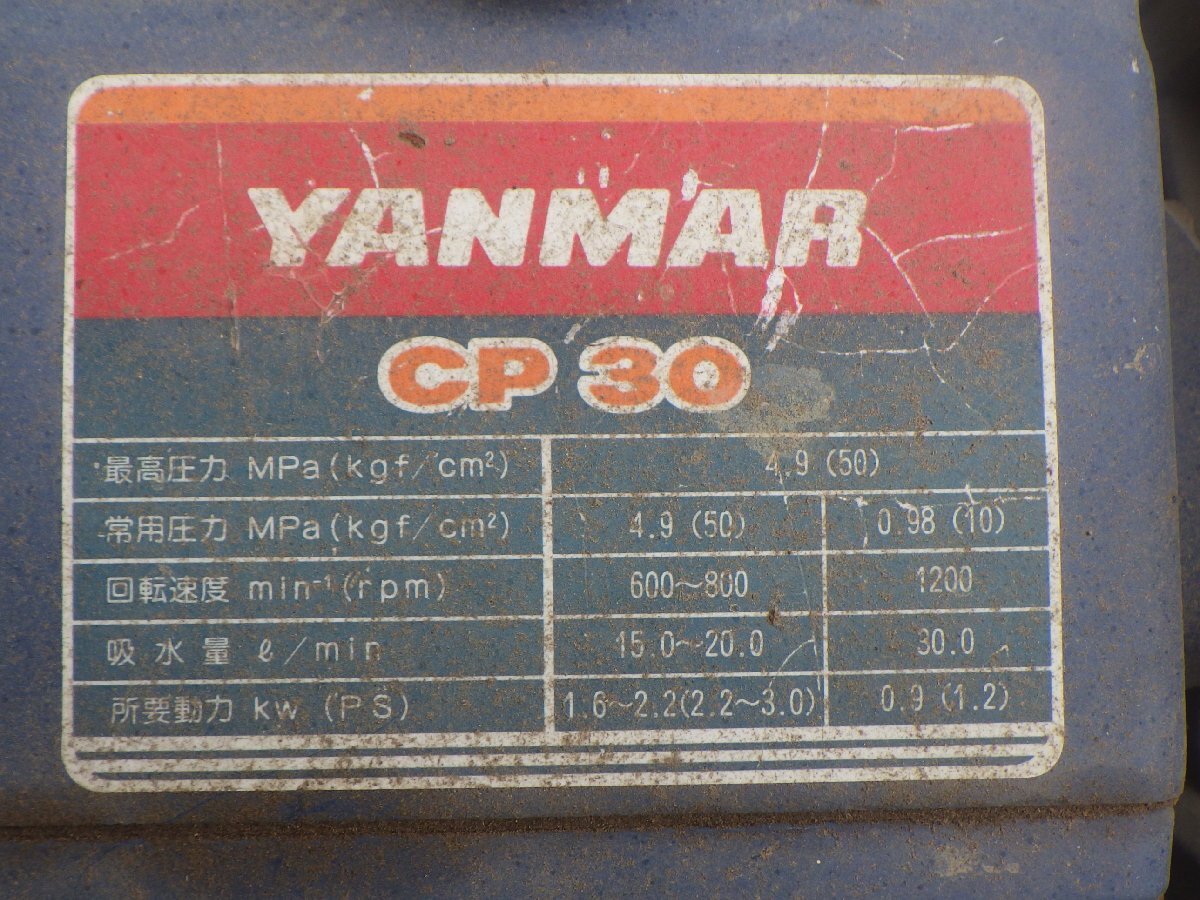 YANMAR
CP 30
最高圧力 MPa(kgf/cm²) 4.9 (50)
常用圧力 MPa(kgf/cm²) 4.9 (50) 0.98 (10)
回転速度 min⁻¹(rpm) 600〜800 1200
吸水量 ℓ/min 15.0〜20.0 30.0
所要動力 kw (PS) 1.6〜2.2(2.2〜3.0) 0.9 (1.2)